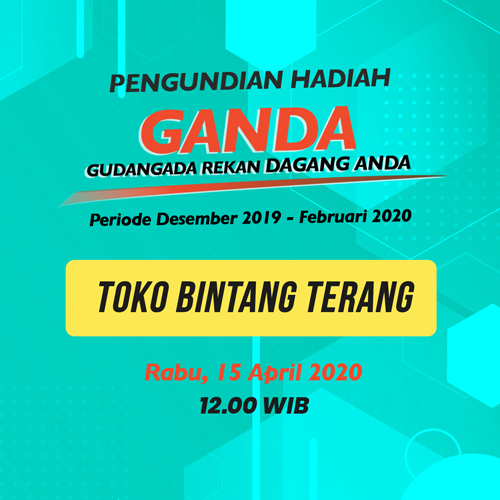 PENGUNDIAN HADIAH
GANDA
GUDANGADA REKAN DAGANG ANDA
Periode Desember 2019 - Februari 2020
TOKO BINTANG TERANG
Rabu, 15 April 2020
12.00 WIB